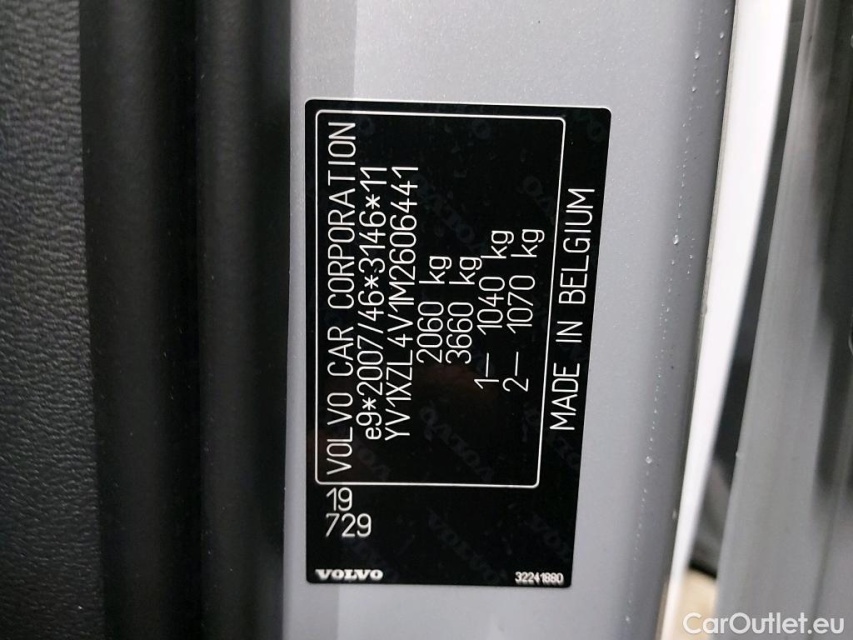 VOLVO CAR CORPORATION
e9*2007/46*3146*11
YV1XZL4V1M2606441
2060 kg
3660 kg
1— 1040 kg
2— 1070 kg
MADE IN BELGIUM
19
729
VOLVO
32241880
CarOutlet.eu